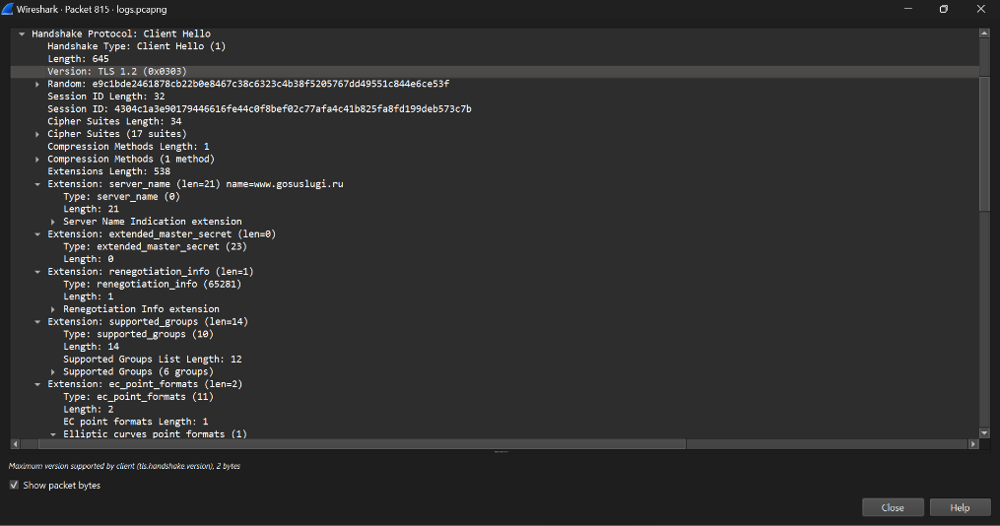 Wireshark · Packet 815 · logs.pcapng
Handshake Protocol: Client Hello
Handshake Type: Client Hello (1)
Length: 645
Version: TLS 1.2 (0x0303)
Random: e9c1bde2461878cb22b0e8467c38c6323c4b38f5205767dd49551c844e6ce53f
Session ID Length: 32
Session ID: 4304c1a3e90179446616fe44c0f8bef02c77afa4c41b825fa8fd199deb573c7b
Cipher Suites Length: 34
Cipher Suites (17 suites)
Compression Methods Length: 1
Compression Methods (1 method)
Extensions Length: 538
Extension: server_name (len=21) name=www.gosuslugi.ru
Type: server_name (0)
Length: 21
Server Name Indication extension
Extension: extended_master_secret (len=0)
Type: extended_master_secret (23)
Length: 0
Extension: renegotiation_info (len=1)
Type: renegotiation_info (65281)
Length: 1
Renegotiation Info extension
Extension: supported_groups (len=14)
Type: supported_groups (10)
Length: 14
Supported Groups List Length: 12
Supported Groups (6 groups)
Extension: ec_point_formats (len=2)
Type: ec_point_formats (11)
Length: 2
EC point formats Length: 1
Elliptic curves point formats (1)
Maximum version supported by client (tls.handshake.version), 2 bytes
Show packet bytes
Close Help